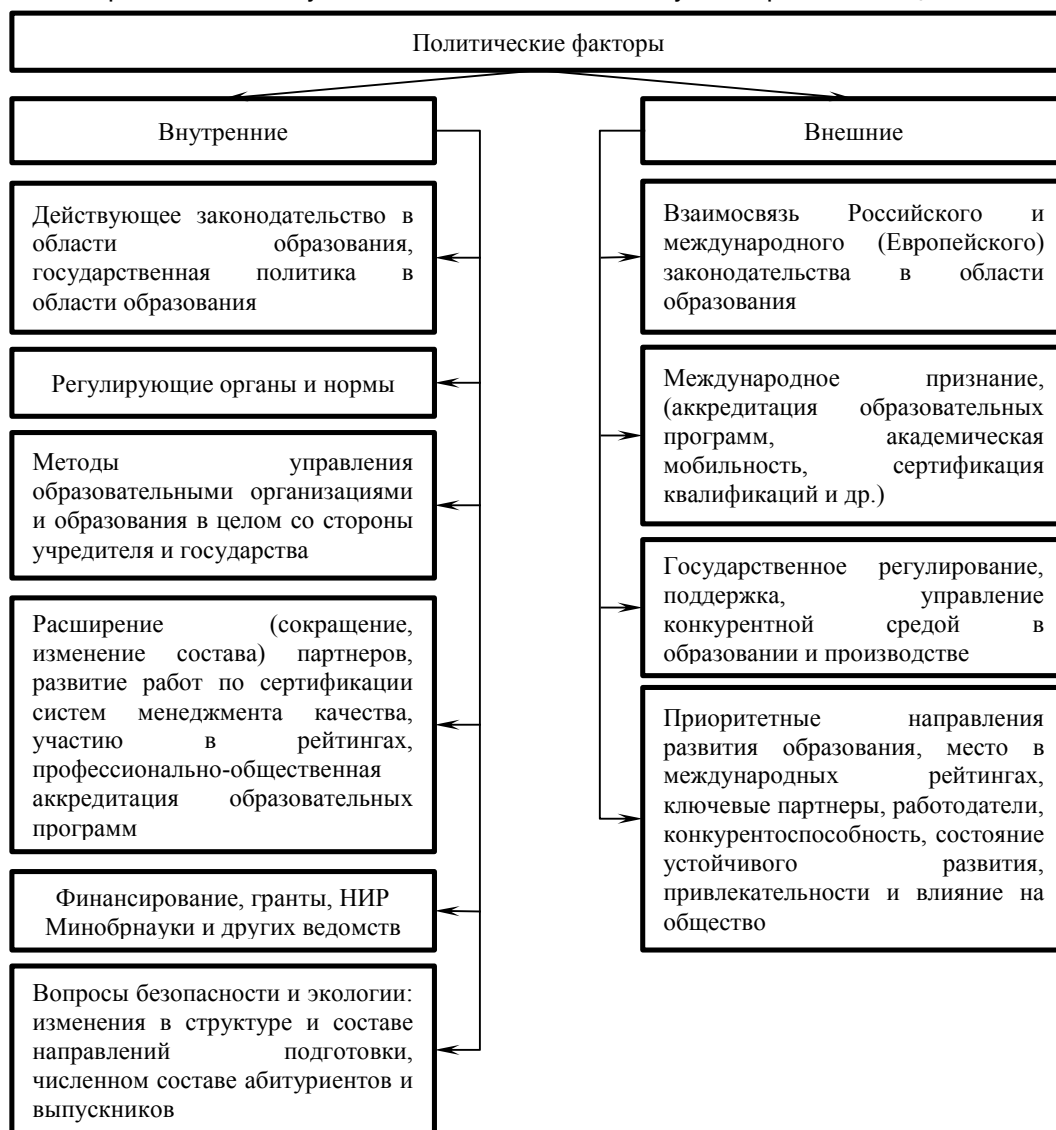 Политические факторы
Внутренние
Действующее законодательство в
области образования,
государственная политика в
области образования
Регулирующие органы и нормы
Методы управления
образовательными организациями
и образования в целом со стороны
учредителя и государства
Расширение (сокращение,
изменение состава) партнеров,
развитие работ по сертификации
систем менеджмента качества,
участию в рейтингах,
профессионально-общественная
аккредитация образовательных
программ
Финансирование, гранты, НИР
Минобрнауки и других ведомств
Вопросы безопасности и экологии:
изменения в структуре и составе
направлений подготовки,
численном составе абитуриентов и
выпускников
Внешние
Взаимосвязь Российского и
международного (Европейского)
законодательства в области
образования
Международное признание,
(аккредитация образовательных
программ, академическая
мобильность, сертификация
квалификаций и др.)
Государственное регулирование,
поддержка, управление
конкурентной средой в
образовании и производстве
Приоритетные направления
развития образования, место в
международных рейтингах,
ключевые партнеры, работодатели,
конкурентоспособность, состояние
устойчивого развития,
привлекательности и влияние на
общество